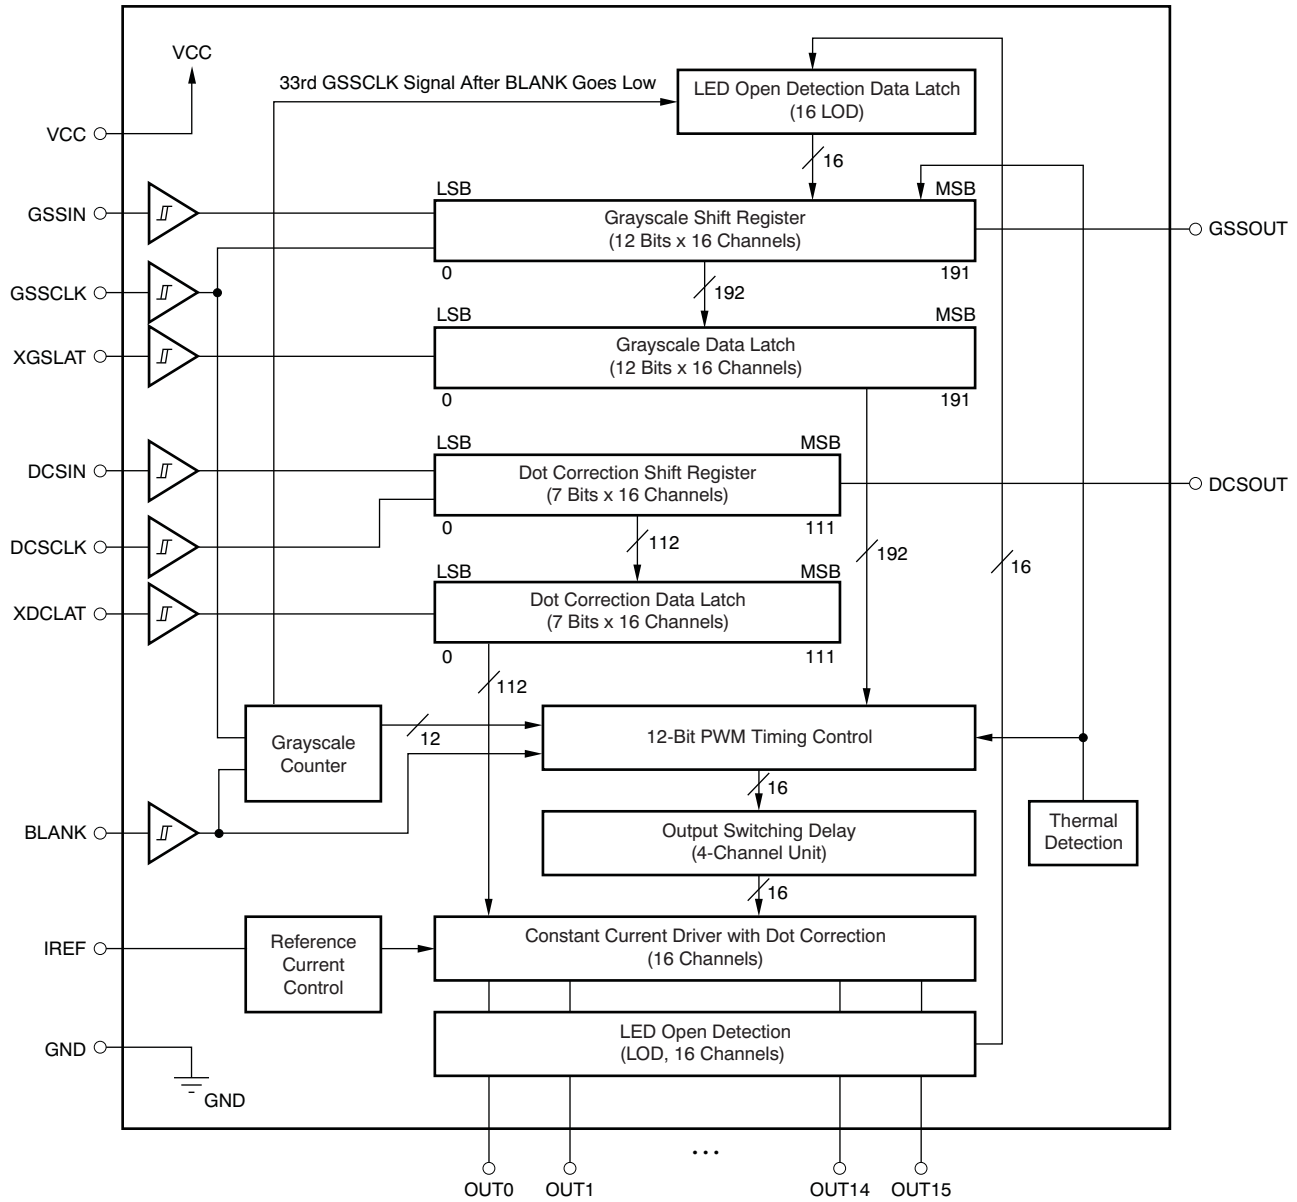 VCC
33rd GSSCLK Signal After BLANK Goes Low
LED Open Detection Data Latch
(16 LOD)
VCC
16
LSB
MSB
GSSIN
Grayscale Shift Register
(12 Bits x 16 Channels)
GSSOUT
0
191
GSSCLK
192
LSB
MSB
XGSLAT
Grayscale Data Latch
(12 Bits x 16 Channels)
0
191
LSB
MSB
DCSIN
Dot Correction Shift Register
(7 Bits x 16 Channels)
DCSOUT
0
111
DCSCLK
112
192
16
LSB
MSB
XDCLAT
Dot Correction Data Latch
(7 Bits x 16 Channels)
0
111
112
Grayscale
Counter
12
12-Bit PWM Timing Control
16
BLANK
Output Switching Delay
(4-Channel Unit)
Thermal
Detection
16
IREF
Reference
Current
Control
Constant Current Driver with Dot Correction
(16 Channels)
LED Open Detection
(LOD, 16 Channels)
GND
GND
...
OUT0
OUT1
OUT14
OUT15